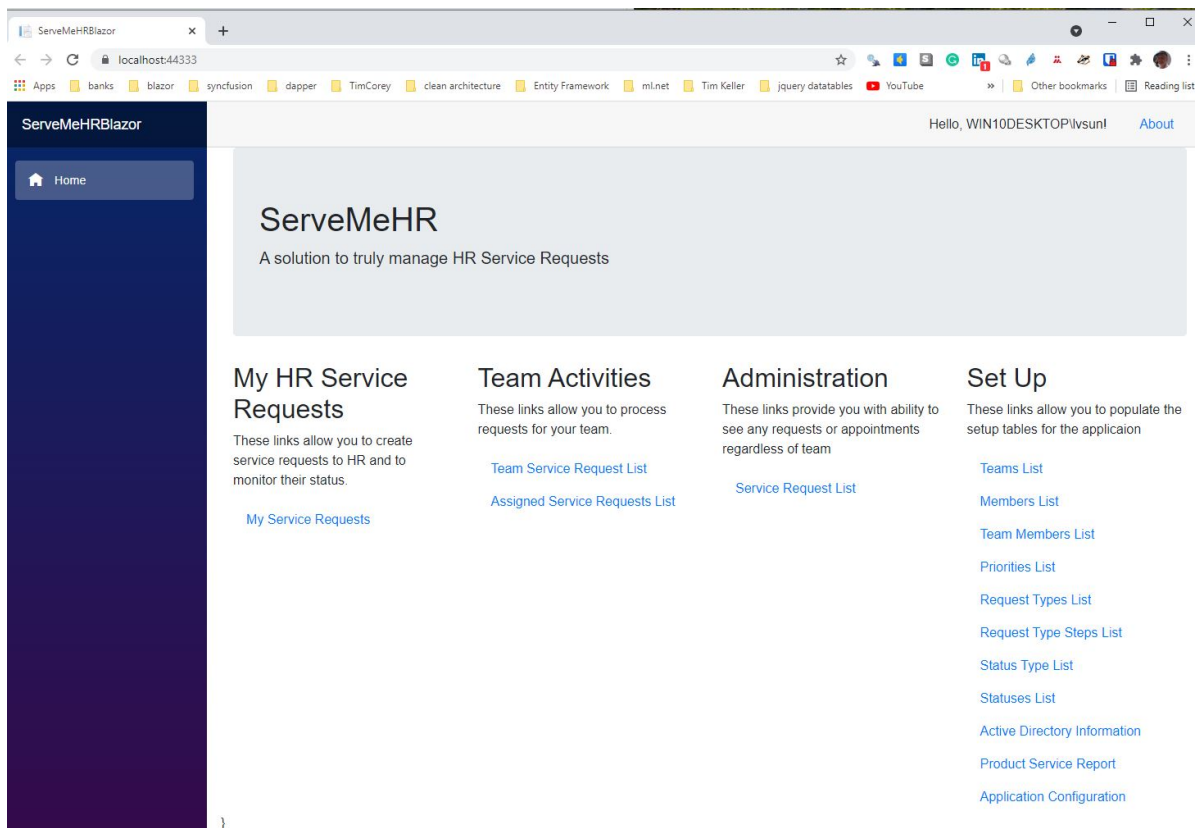 ServeMeHRBlazor
localhost:44333
Apps banks blazor syncfusion dapper TimCorey clean architecture Entity Framework ml.net Tim Keller jquery datatables YouTube » Other bookmarks Reading list
ServeMeHRBlazor
Hello, WIN10DESKTOP\lvsun! About
Home
ServeMeHR
A solution to truly manage HR Service Requests
My HR Service
Requests
These links allow you to create
service requests to HR and to
monitor their status.
My Service Requests
Team Activities
These links allow you to process
requests for your team.
Team Service Request List
Assigned Service Requests List
Administration
These links provide you with ability to
see any requests or appointments
regardless of team
Service Request List
Set Up
These links allow you to populate the
setup tables for the applicaion
Teams List
Members List
Team Members List
Priorities List
Request Types List
Request Type Steps List
Status Type List
Statuses List
Active Directory Information
Product Service Report
Application Configuration
}